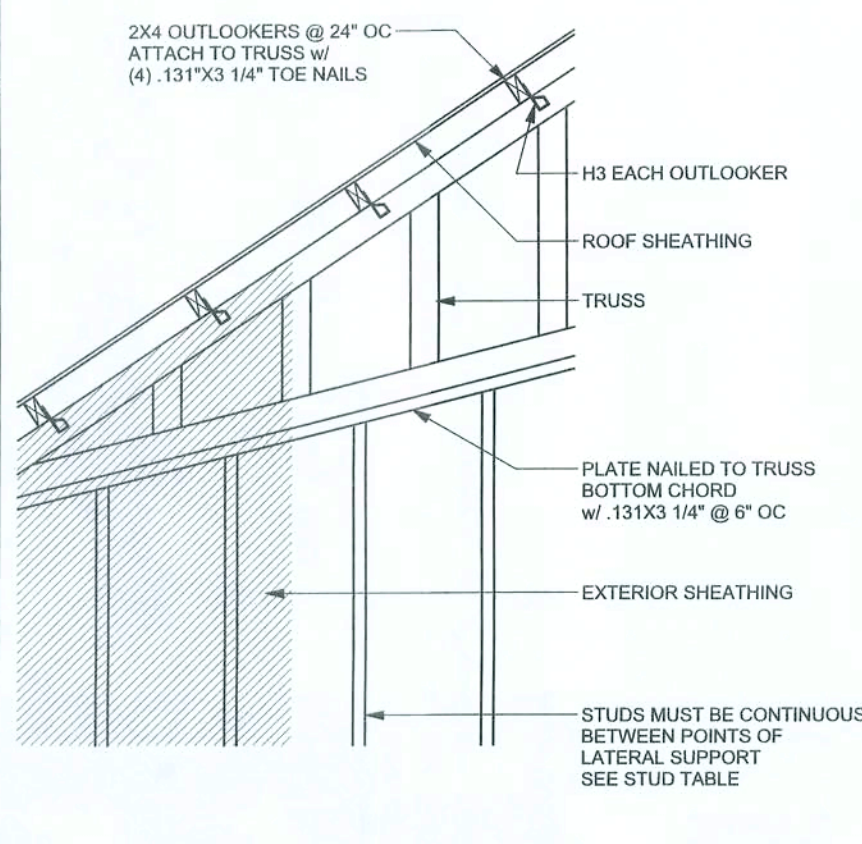 2X4 OUTLOOKERS @ 24" OC
ATTACH TO TRUSS w/
(4) .131"X3 1/4" TOE NAILS
H3 EACH OUTLOOKER
ROOF SHEATHING
TRUSS
PLATE NAILED TO TRUSS
BOTTOM CHORD
w/ .131X3 1/4" @ 6" OC
EXTERIOR SHEATHING
STUDS MUST BE CONTINUOUS
BETWEEN POINTS OF
LATERAL SUPPORT
SEE STUD TABLE